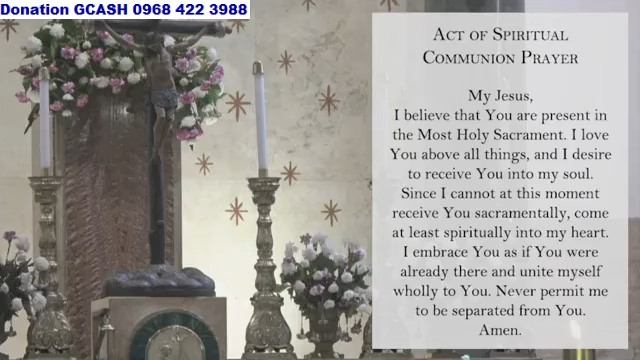 Donation GCASH 0968 422 3988
Act of Spiritual
Communion Prayer
My Jesus,
I believe that You are present in
the Most Holy Sacrament. I love
You above all things, and I desire
to receive You into my soul.
Since I cannot at this moment
receive You sacramentally, come
at least spiritually into my heart.
I embrace You as if You were
already there and unite myself
wholly to You. Never permit me
to be separated from You.
Amen.